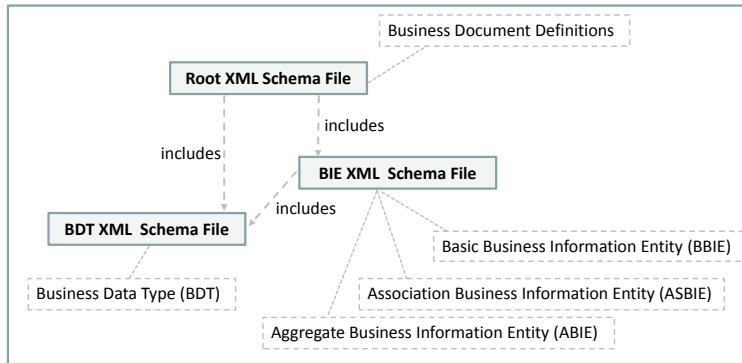 Business Document Definitions
Root XML Schema File
includes
includes
BIE XML Schema File
includes
BDT XML Schema File
Basic Business Information Entity (BBIE)
Business Data Type (BDT)
Association Business Information Entity (ASBIE)
Aggregate Business Information Entity (ABIE)